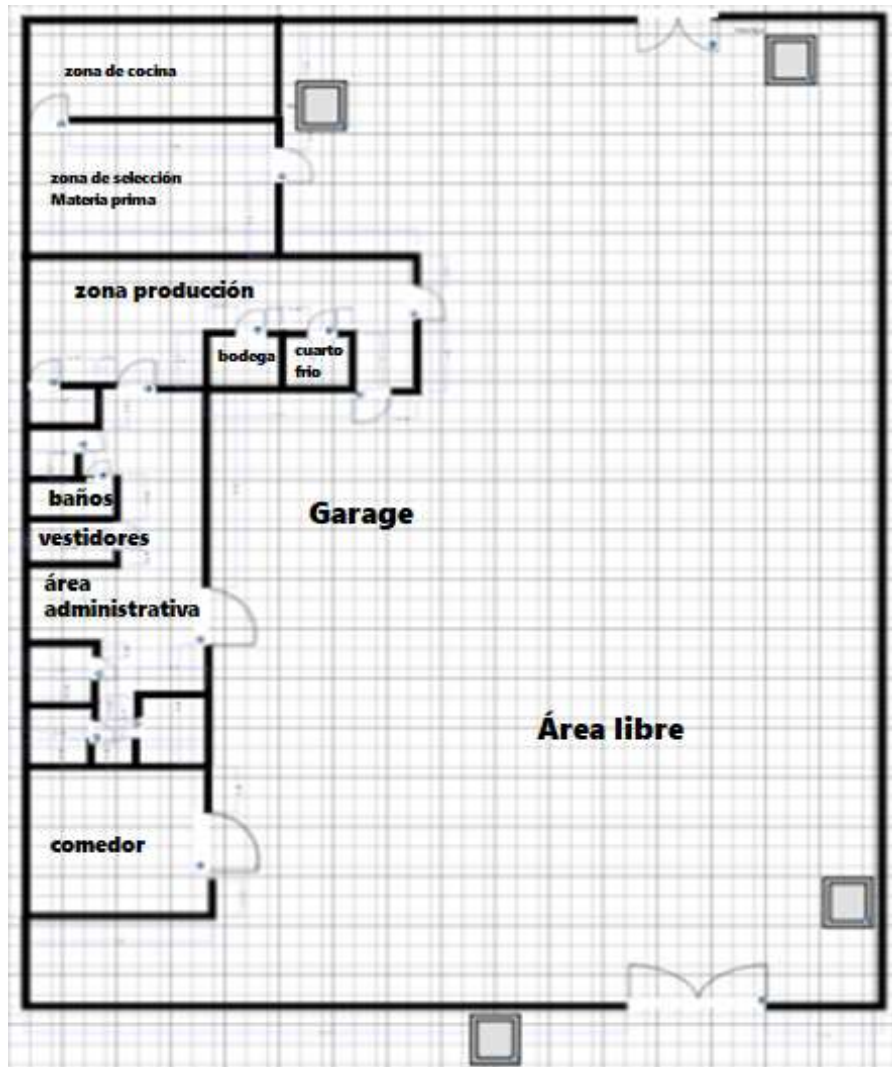 zona de cocina
zona de selección
Materia prima
zona producción
bodega
cuarto
frio
baños
vestidores
Garage
área
administrativa
Área libre
comedor